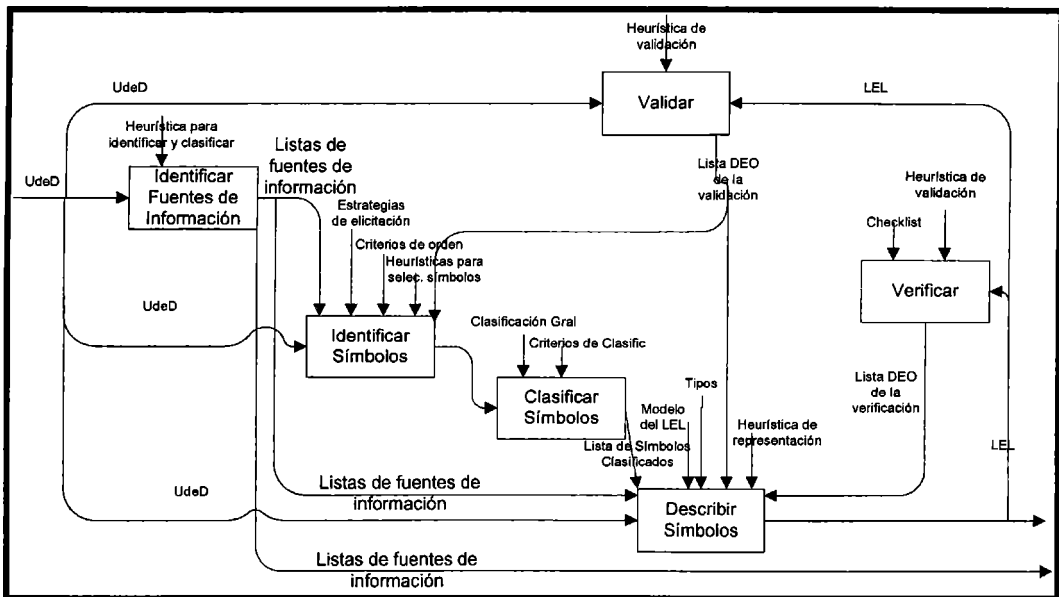 Heurística de
validación
UdeD
Validar
LEL
Heurística para
identificar y clasificar
Listas de
fuentes de
información
Lista DEO
de la
validación
UdeD
Identificar
Fuentes de
Información
Heurística de
validación
Estrategias
de elicitación
Checklist
Criterios de orden
Heurísticas para
selec. símbolos
Verificar
UdeD
Identificar
Símbolos
Clasificación Gral
Criterios de Clasific
Lista DEO
de la
verificación
Tipos
Clasificar
Símbolos
Modelo
del LEL
Heurística de
representación
Lista de Símbolos
Clasificados
LEL
UdeD
Listas de fuentes de
información
Describir
Símbolos
Listas de fuentes de
información